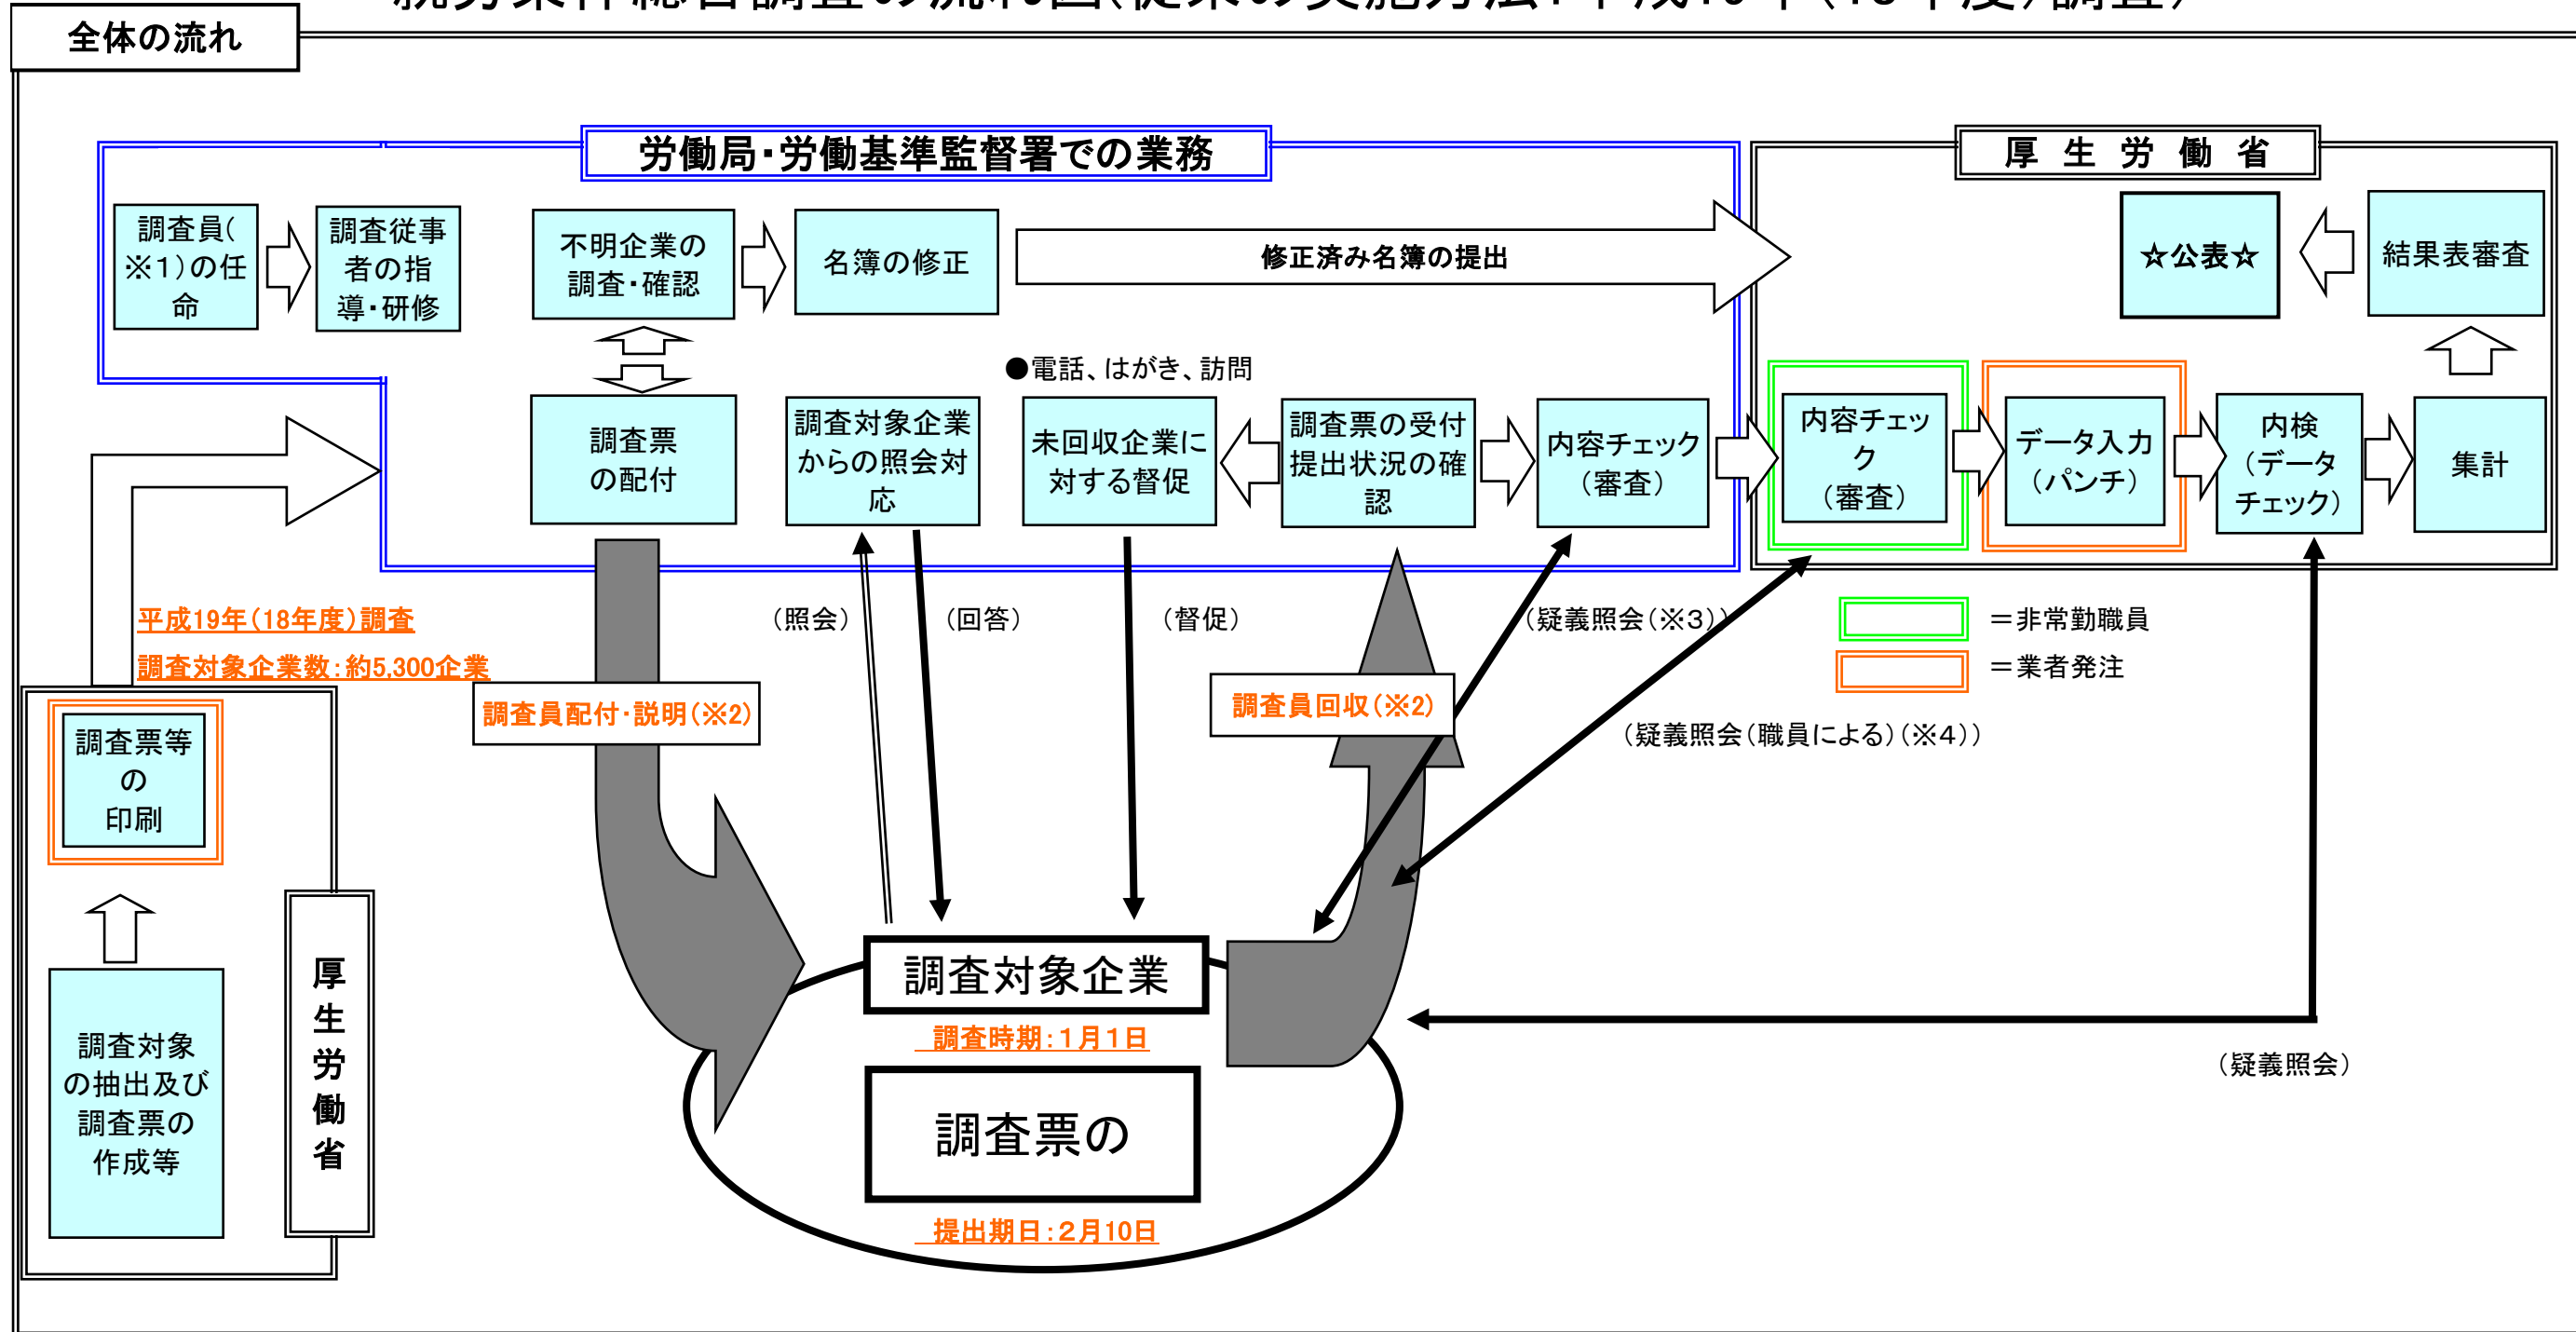 全体の流れ
労働局・労働基準監督署での業務
厚 生 労 働 省
調査員(
※1)の任
命
調査従事
者の指
導・研修
不明企業の
調査・確認
名簿の修正
修正済み名簿の提出
☆公表☆
結果表審査
●電話、はがき、訪問
調査票
の配付
調査対象企業
からの照会対
応
未回収企業に
対する督促
調査票の受付
提出状況の確
認
内容チェック
(審査)
内容チェッ
ク
(審査)
データ入力
(パンチ)
内検
(データ
チェック)
集計
平成19年(18年度)調査
調査対象企業数:約5,300企業
(照会)
(回答)
(督促)
(疑義照会(※3))
=非常勤職員
=業者発注
調査員配付・説明(※2)
調査員回収(※2)
(疑義照会(職員による)(※4))
調査票等
の
印刷
調査対象
の抽出及び
調査票の
作成等
厚
生
労
働
省
調査対象企業
調査時期:1月1日
調査票の
提出期日:2月10日
(疑義照会)